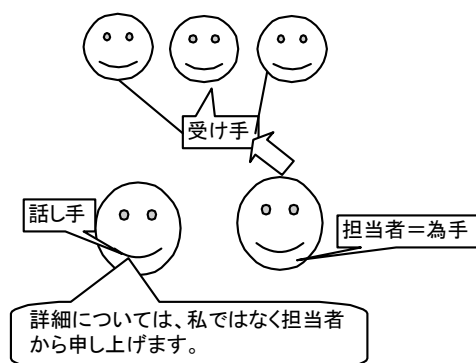 受け手
話し手
担当者＝為手
詳細については、私ではなく担当者
から申し上げます。